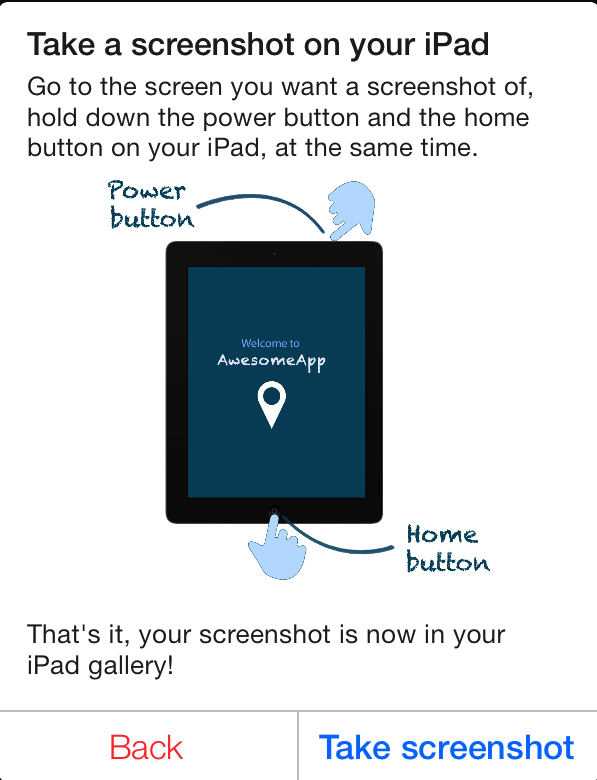 Take a screenshot on your iPad
Go to the screen you want a screenshot of,
hold down the power button and the home
button on your iPad, at the same time.
Power
button
Welcome to
AwesomeApp
Home
button
That's it, your screenshot is now in your
iPad gallery!
Back
Take screenshot